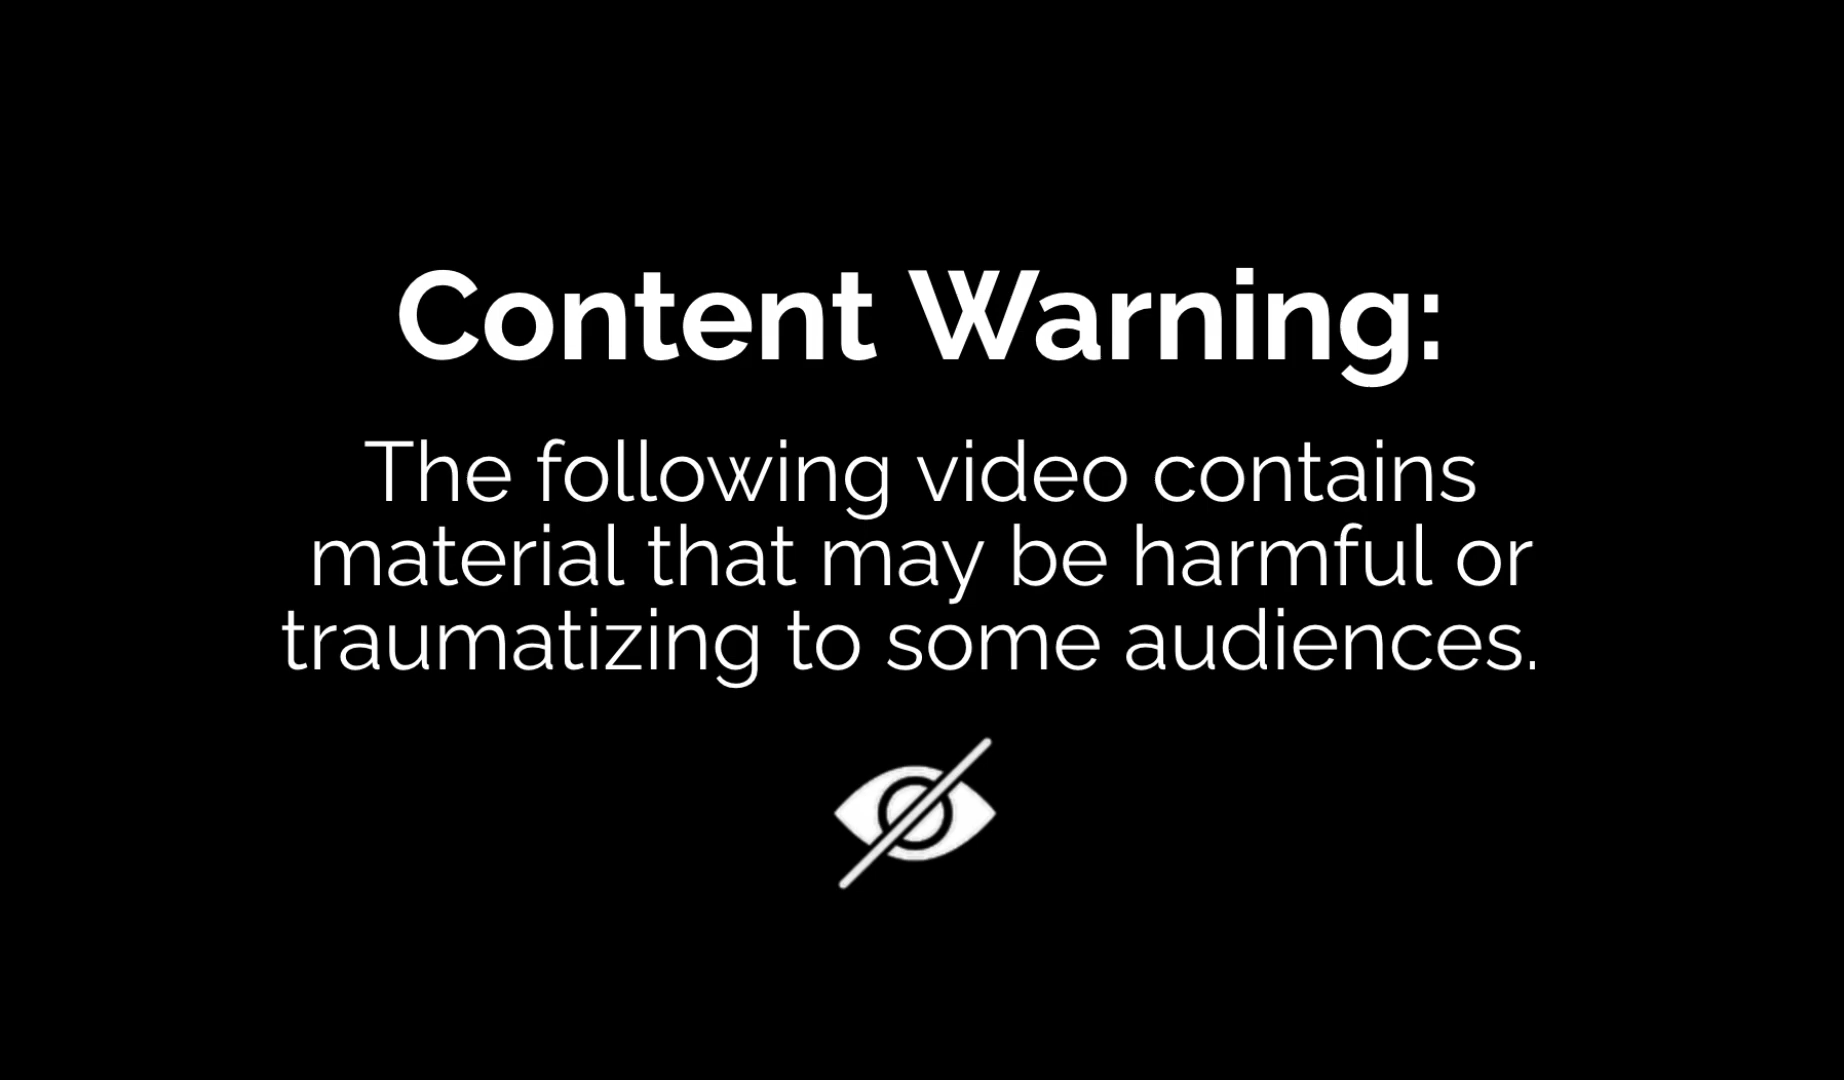 Content Warning:
The following video contains
material that may be harmful or
traumatizing to some audiences.